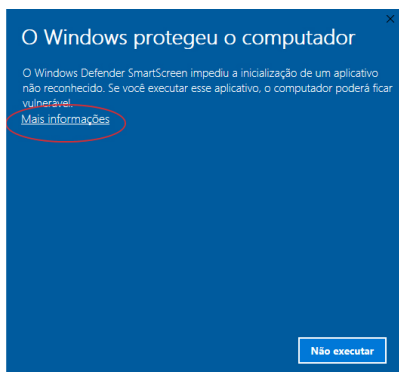 O Windows protegeu o computador
O Windows Defender SmartScreen impediu a inicialização de um aplicativo
não reconhecido. Se você executar esse aplicativo, o computador poderá ficar
vulnerável.
Mais informações
Não executar